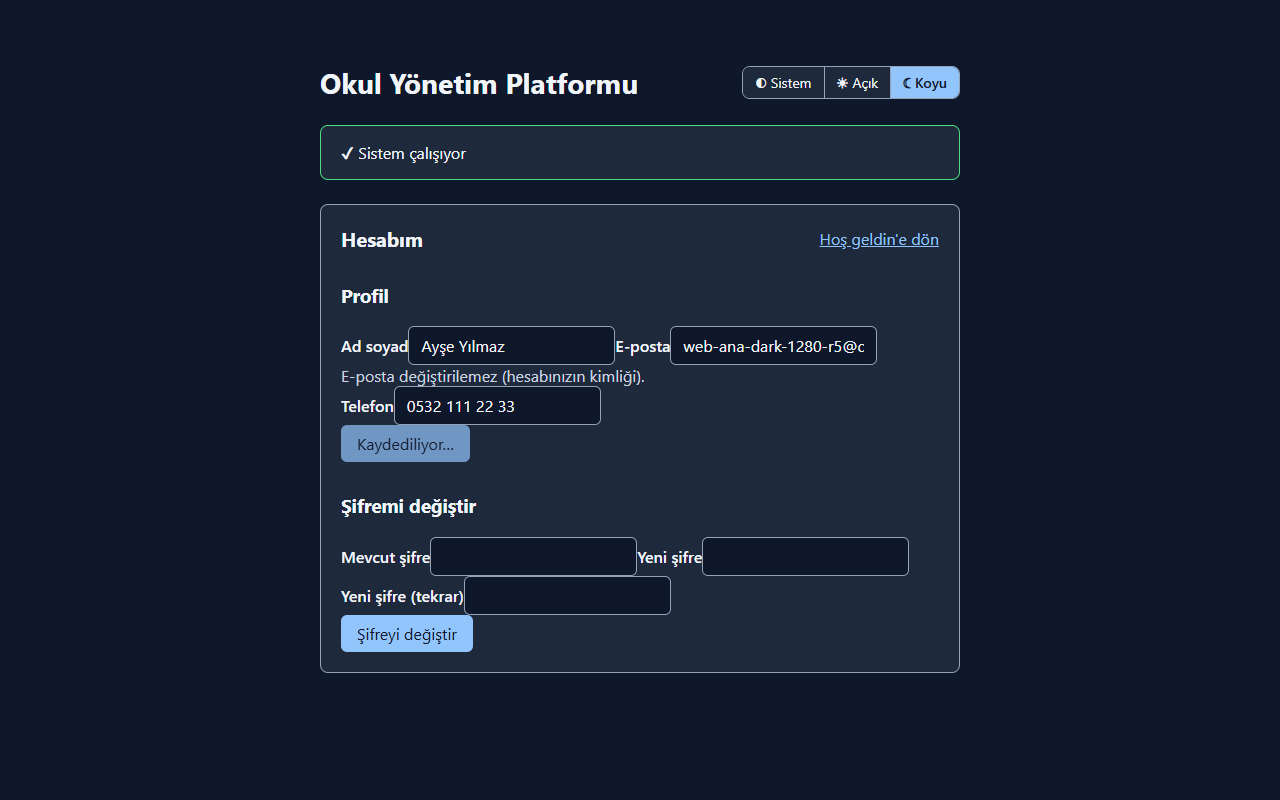 Okul Yönetim Platformu
◐ Sistem ☀ Açık ☾ Koyu
✔ Sistem çalışıyor
Hesabım
Hoş geldin'e dön
Profil
Ad soyad Ayşe Yılmaz E-posta web-ana-dark-1280-r5@c
E-posta değiştirilemez (hesabınızın kimliği).
Telefon 0532 111 22 33
Kaydediliyor…
Şifremi değiştir
Mevcut şifre Yeni şifre
Yeni şifre (tekrar)
Şifreyi değiştir